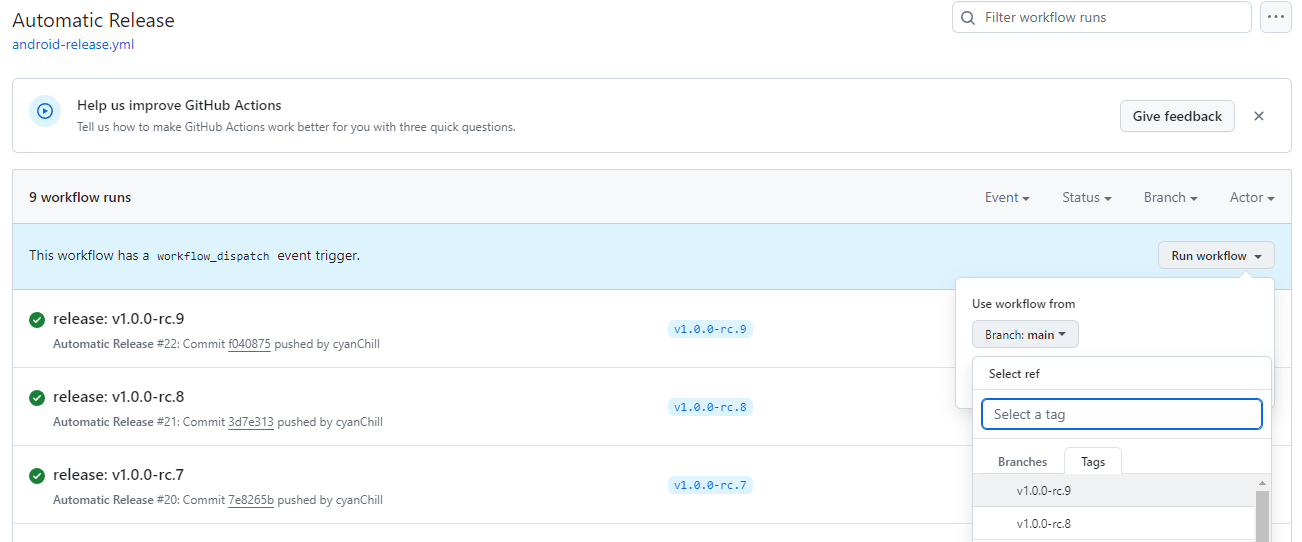 Automatic Release
Filter workflow runs
android-release.yml
Help us improve GitHub Actions
Tell us how to make GitHub Actions work better for you with three quick questions.
Give feedback
9 workflow runs
Event
Status
Branch
Actor
This workflow has a workflow_dispatch event trigger.
Run workflow
Use workflow from
Branch: main
Select ref
Select a tag
Branches
Tags
v1.0.0-rc.9
v1.0.0-rc.8
release: v1.0.0-rc.9
Automatic Release #22: Commit f040875 pushed by cyanChill
v1.0.0-rc.9
release: v1.0.0-rc.8
Automatic Release #21: Commit 3d7e313 pushed by cyanChill
v1.0.0-rc.8
release: v1.0.0-rc.7
Automatic Release #20: Commit 7e8265b pushed by cyanChill
v1.0.0-rc.7